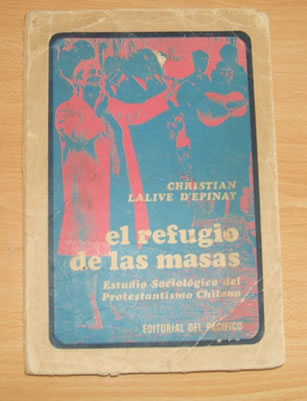 CHRISTIAN
LALIVE D'EPINAY
el refugio
de las masas
Estudio Sociológico del
Protestantismo Chileno
EDITORIAL DEL PACIFICO